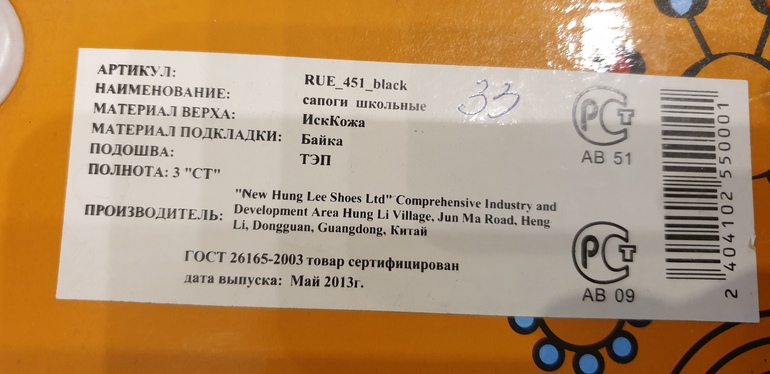 АРТИКУЛ: RUE_451_black
НАИМЕНОВАНИЕ: сапоги школьные
МАТЕРИАЛ ВЕРХА: ИскКожа
МАТЕРИАЛ ПОДКЛАДКИ: Байка
ПОДОШВА: ТЭП
ПОЛНОТА: 3 "СТ"
33
ПРОИЗВОДИТЕЛЬ: "New Hung Lee Shoes Ltd" Comprehensive Industry and
Development Area Hung Li Village, Jun Ma Road, Heng
Li, Dongguan, Guangdong, Китай
ГОСТ 26165-2003 товар сертифицирован
дата выпуска: Май 2013г.
РСТ
АВ 51
РСТ
АВ 09
2 404102 550001